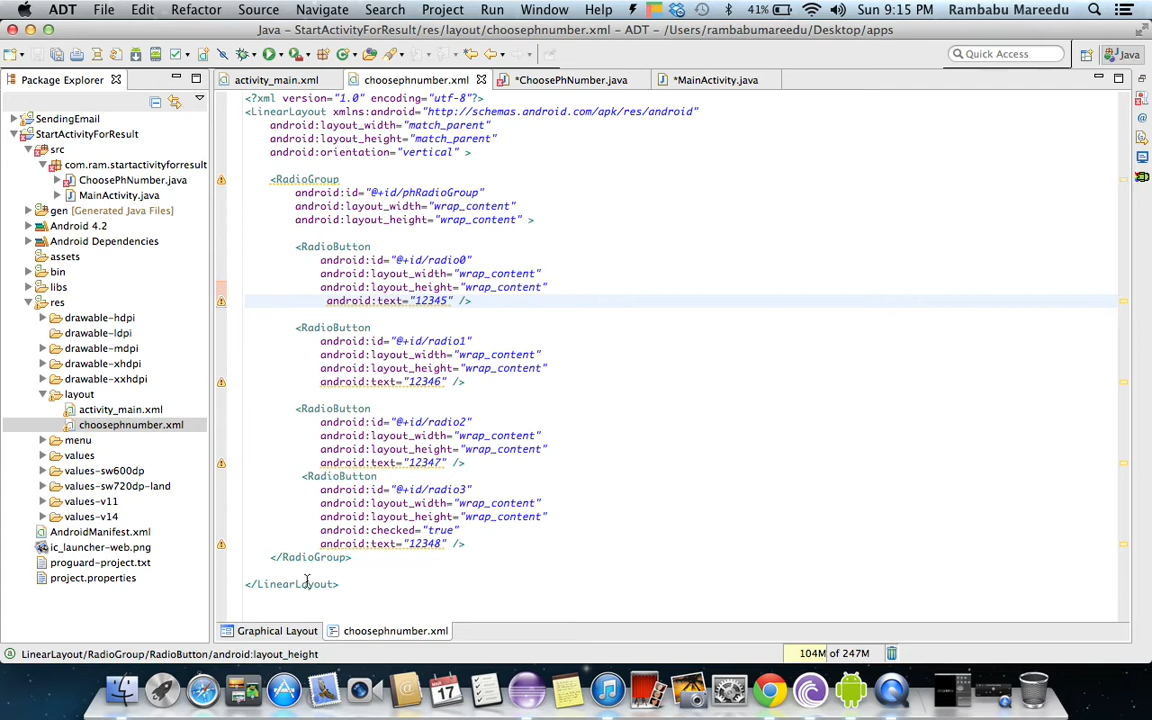 ADT File Edit Refactor Source Navigate Search Project Run Window Help 41% Sun 9:15 PM Rambabu Mareedu
Java - StartActivityForResult/res/layout/choosephnumber.xml - ADT - /Users/rambabumareedu/Desktop/apps
Quick Access Java
Package Explorer
activity_main.xml choosephnumber.xml *ChoosePhNumber.java *MainActivity.java
SendingEmail
StartActivityForResult
src
com.ram.startactivityforresult
ChoosePhNumber.java
MainActivity.java
gen [Generated Java Files]
Android 4.2
Android Dependencies
assets
bin
libs
res
drawable-hdpi
drawable-ldpi
drawable-mdpi
drawable-xhdpi
drawable-xxhdpi
layout
activity_main.xml
choosephnumber.xml
menu
values
values-sw600dp
values-sw720dp-land
values-v11
values-v14
AndroidManifest.xml
ic_launcher-web.png
proguard-project.txt
project.properties
<?xml version="1.0" encoding="utf-8"?>
<LinearLayout xmlns:android="http://schemas.android.com/apk/res/android"
android:layout_width="match_parent"
android:layout_height="match_parent"
android:orientation="vertical" >
<RadioGroup
android:id="@+id/phRadioGroup"
android:layout_width="wrap_content"
android:layout_height="wrap_content" >
<RadioButton
android:id="@+id/radio0"
android:layout_width="wrap_content"
android:layout_height="wrap_content"
android:text="12345" />
<RadioButton
android:id="@+id/radio1"
android:layout_width="wrap_content"
android:layout_height="wrap_content"
android:text="12346" />
<RadioButton
android:id="@+id/radio2"
android:layout_width="wrap_content"
android:layout_height="wrap_content"
android:text="12347" />
<RadioButton
android:id="@+id/radio3"
android:layout_width="wrap_content"
android:layout_height="wrap_content"
android:checked="true"
android:text="12348" />
</RadioGroup>
</LinearLayout>
Graphical Layout choosephnumber.xml
LinearLayout/RadioGroup/RadioButton/android:layout_height 104M of 247M
17